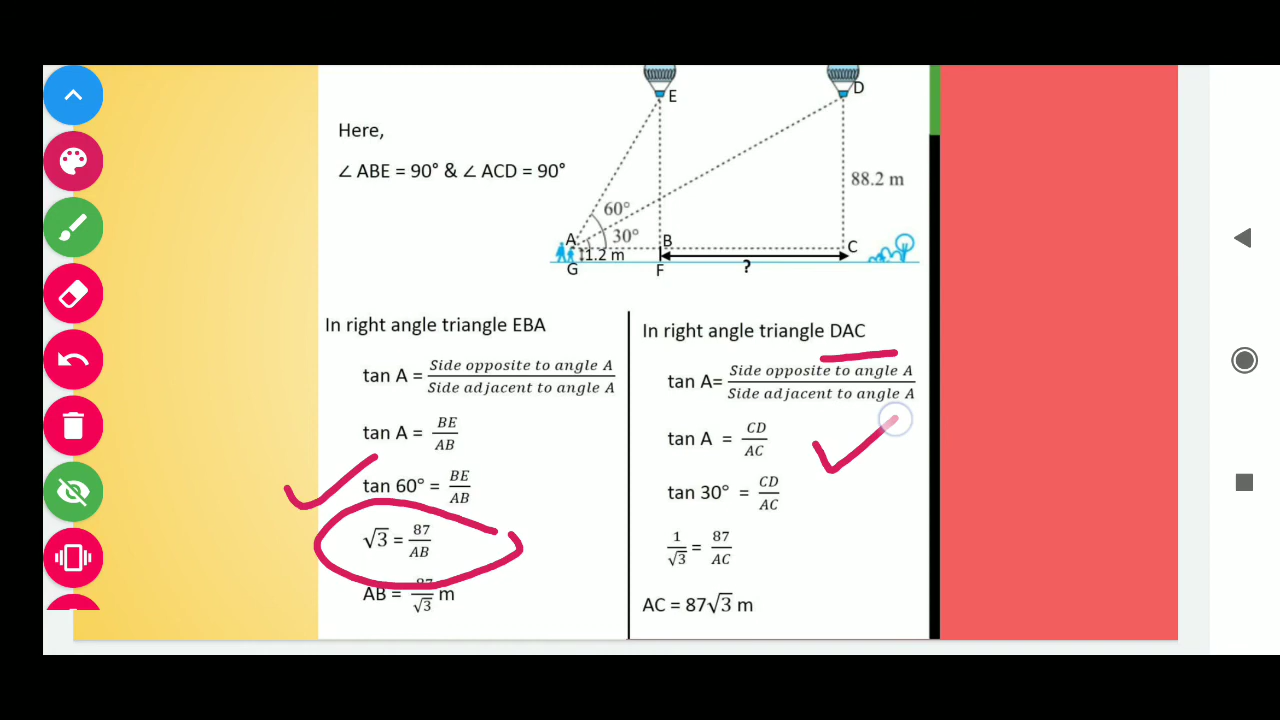 E
D
Here,
∠ ABE = 90° & ∠ ACD = 90°
88.2 m
60°
30°
A
B
C
1.2 m
G
F
?
In right angle triangle EBA
tan A = Side opposite to angle A / Side adjacent to angle A
tan A = BE / AB
tan 60° = BE / AB
√3 = 87 / AB
AB = 87 / √3 m
In right angle triangle DAC
tan A= Side opposite to angle A / Side adjacent to angle A
tan A = CD / AC
tan 30° = CD / AC
1 / √3 = 87 / AC
AC = 87√3 m